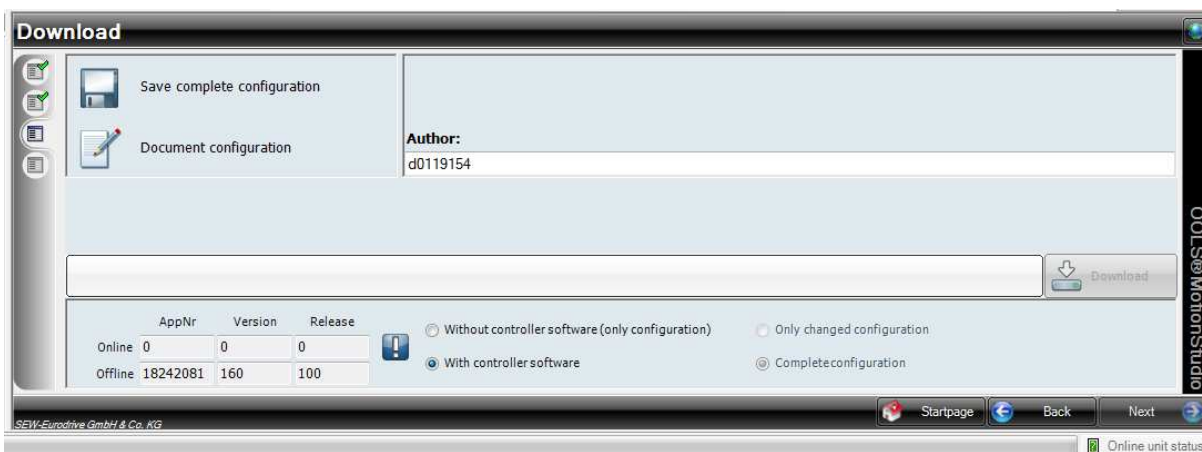 Download
Save complete configuration
Document configuration
Author:
d0119154
Download
AppNr Version Release
Online 0 0 0
Offline 18242081 160 100
Without controller software (only configuration)
With controller software
Only changed configuration
Complete configuration
OOLS@MotionStudio
Startpage
Back
Next
SEW-Eurodrive GmbH & Co. KG
Online unit status